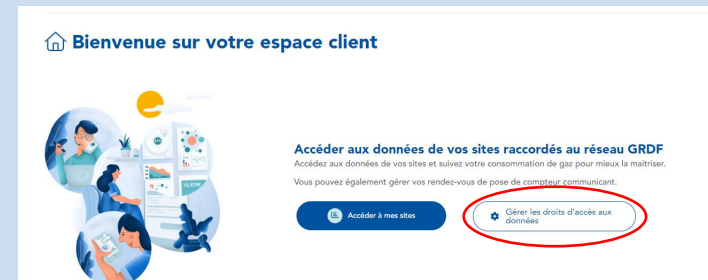 Bienvenue sur votre espace client
Accéder aux données de vos sites raccordés au réseau GRDF
Accédez aux données de vos sites et suivez votre consommation de gaz pour mieux la maitriser.
Vous pouvez également gérer vos rendez-vous de pose de compteur communicant.
Accéder à mes sites
Gérer les droits d'accès aux
données